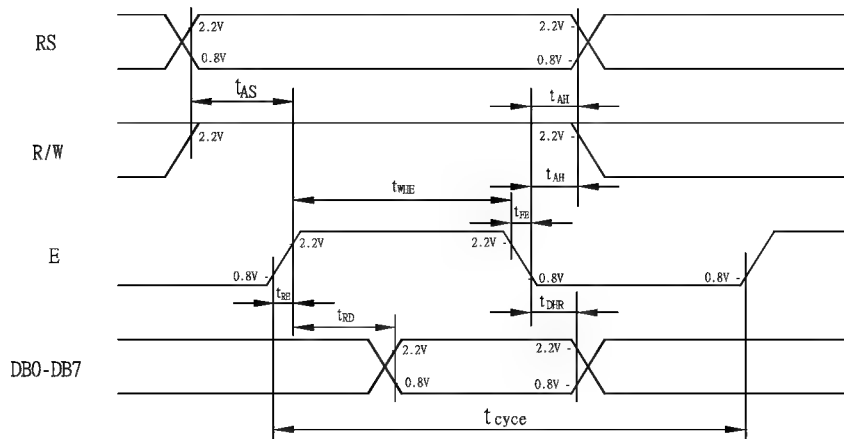 RS 2.2V 2.2V -
0.8V 0.8V -
tAS tAH
R/W 2.2V 2.2V -
tWHE tAH
tFE
E 2.2V 2.2V -
0.8V - -0.8V 0.8V -
tRE tDHR
tRD
DB0-DB7 2.2V 2.2V -
0.8V 0.8V -
tcyce